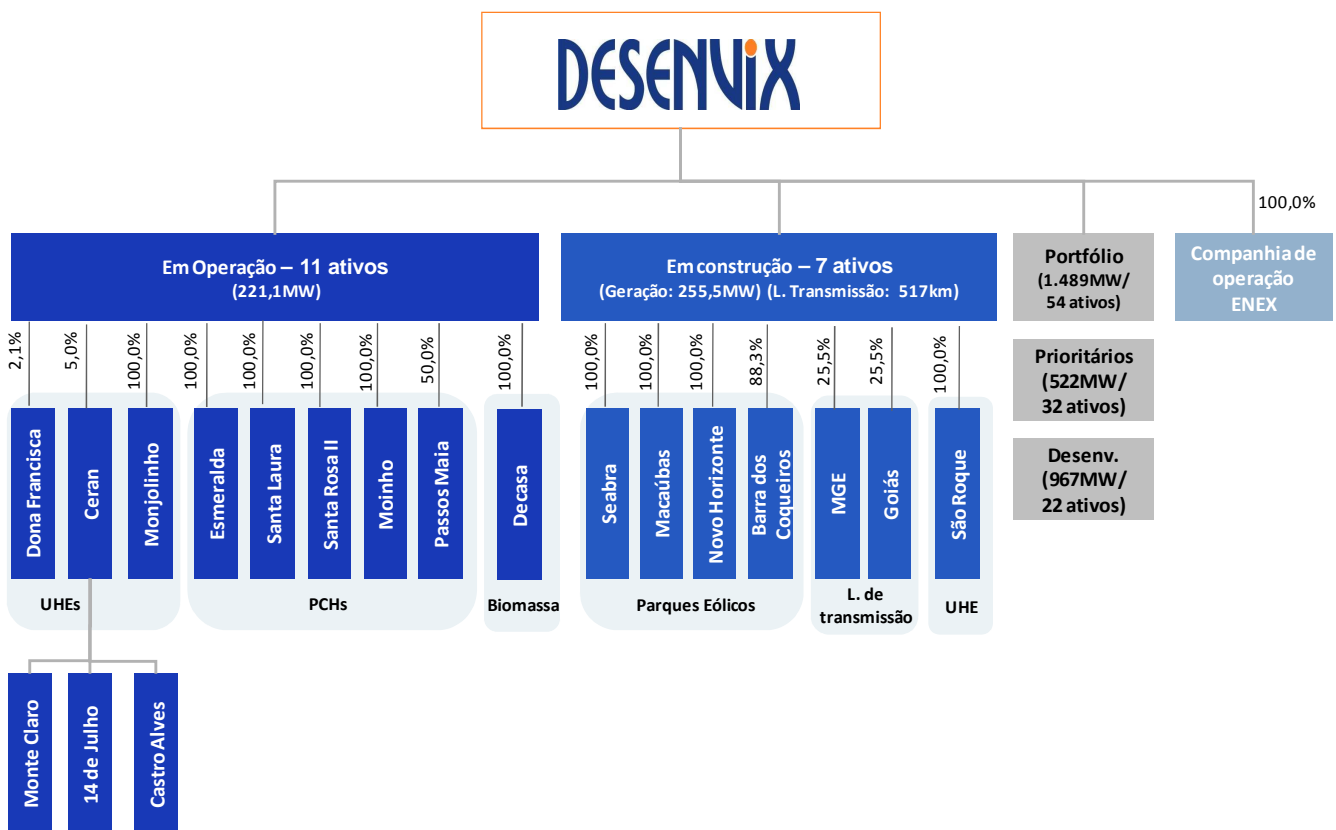 DESENVIX
100,0%
Em Operação – 11 ativos
(221,1MW)
Em construção – 7 ativos
(Geração: 255,5MW) (L. Transmissão: 517km)
Portfólio
(1.489MW/
54 ativos)
Companhia de
operação
ENEX
Prioritários
(522MW/
32 ativos)
Desenv.
(967MW/
22 ativos)
2,1%
5,0%
100,0%
100,0%
100,0%
100,0%
100,0%
50,0%
100,0%
100,0%
100,0%
100,0%
88,3%
25,5%
25,5%
100,0%
Dona Francisca
Ceran
Monjolinho
Esmeralda
Santa Laura
Santa Rosa II
Moinho
Passos Maia
Decasa
Seabra
Macaúbas
Novo Horizonte
Barra dos
Coqueiros
MGE
Goiás
São Roque
UHEs
PCHs
Biomassa
Parques Eólicos
L. de
transmissão
UHE
Monte Claro
14 de Julho
Castro Alves